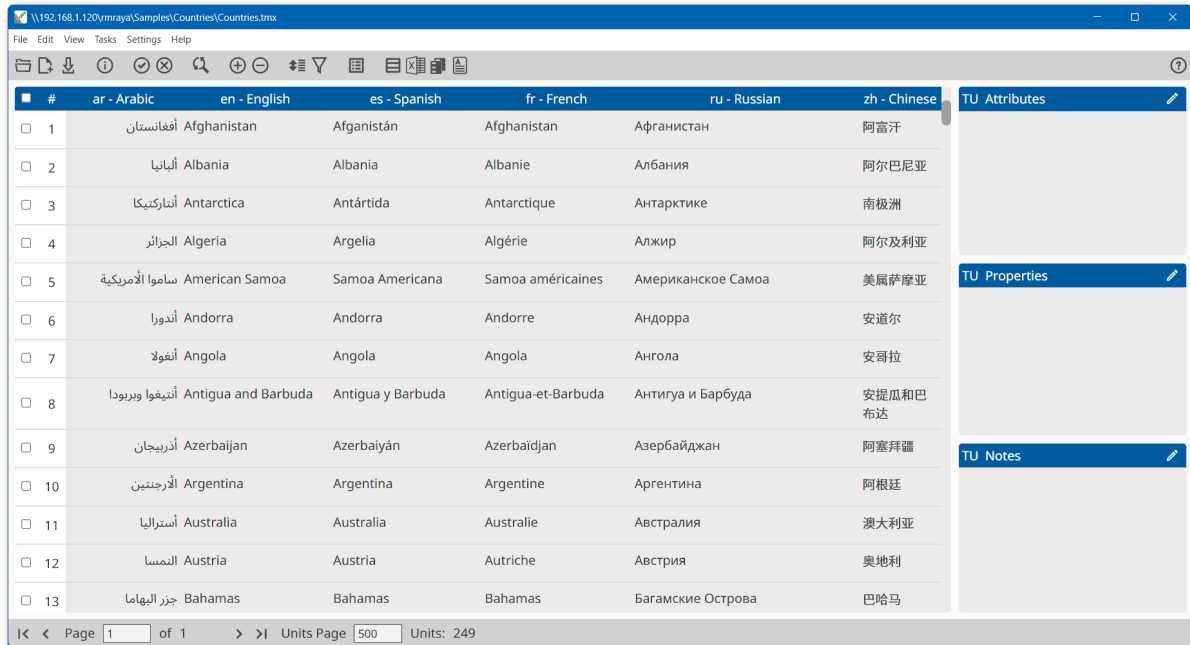 \\192.168.1.120\rmraya\Samples\Countries\Countries.tmx
File Edit View Tasks Settings Help
# ar - Arabic en - English es - Spanish fr - French ru - Russian zh - Chinese
1 أفغانستان Afghanistan Afganistán Afghanistan Афганистан 阿富汗
2 ألبانيا Albania Albania Albanie Албания 阿尔巴尼亚
3 أنتاركتيكا Antarctica Antártida Antarctique Антарктике 南极洲
4 الجزائر Algeria Argelia Algérie Алжир 阿尔及利亚
5 ساموا الأمريكية American Samoa Samoa Americana Samoa américaines Американское Самоа 美属萨摩亚
6 أندورا Andorra Andorra Andorre Андорра 安道尔
7 أنغولا Angola Angola Angola Ангола 安哥拉
8 أنتيغوا وبربودا Antigua and Barbuda Antigua y Barbuda Antigua-et-Barbuda Антигуа и Барбуда 安提瓜和巴
布达
9 أذربيجان Azerbaijan Azerbaiyán Azerbaïdjan Азербайджан 阿塞拜疆
10 الأرجنتين Argentina Argentina Argentine Аргентина 阿根廷
11 أستراليا Australia Australia Australie Австралия 澳大利亚
12 النمسا Austria Austria Autriche Австрия 奥地利
13 جزر البهاما Bahamas Bahamas Bahamas Багамские Острова 巴哈马
TU Attributes
TU Properties
TU Notes
Page 1 of 1 Units Page 500 Units: 249